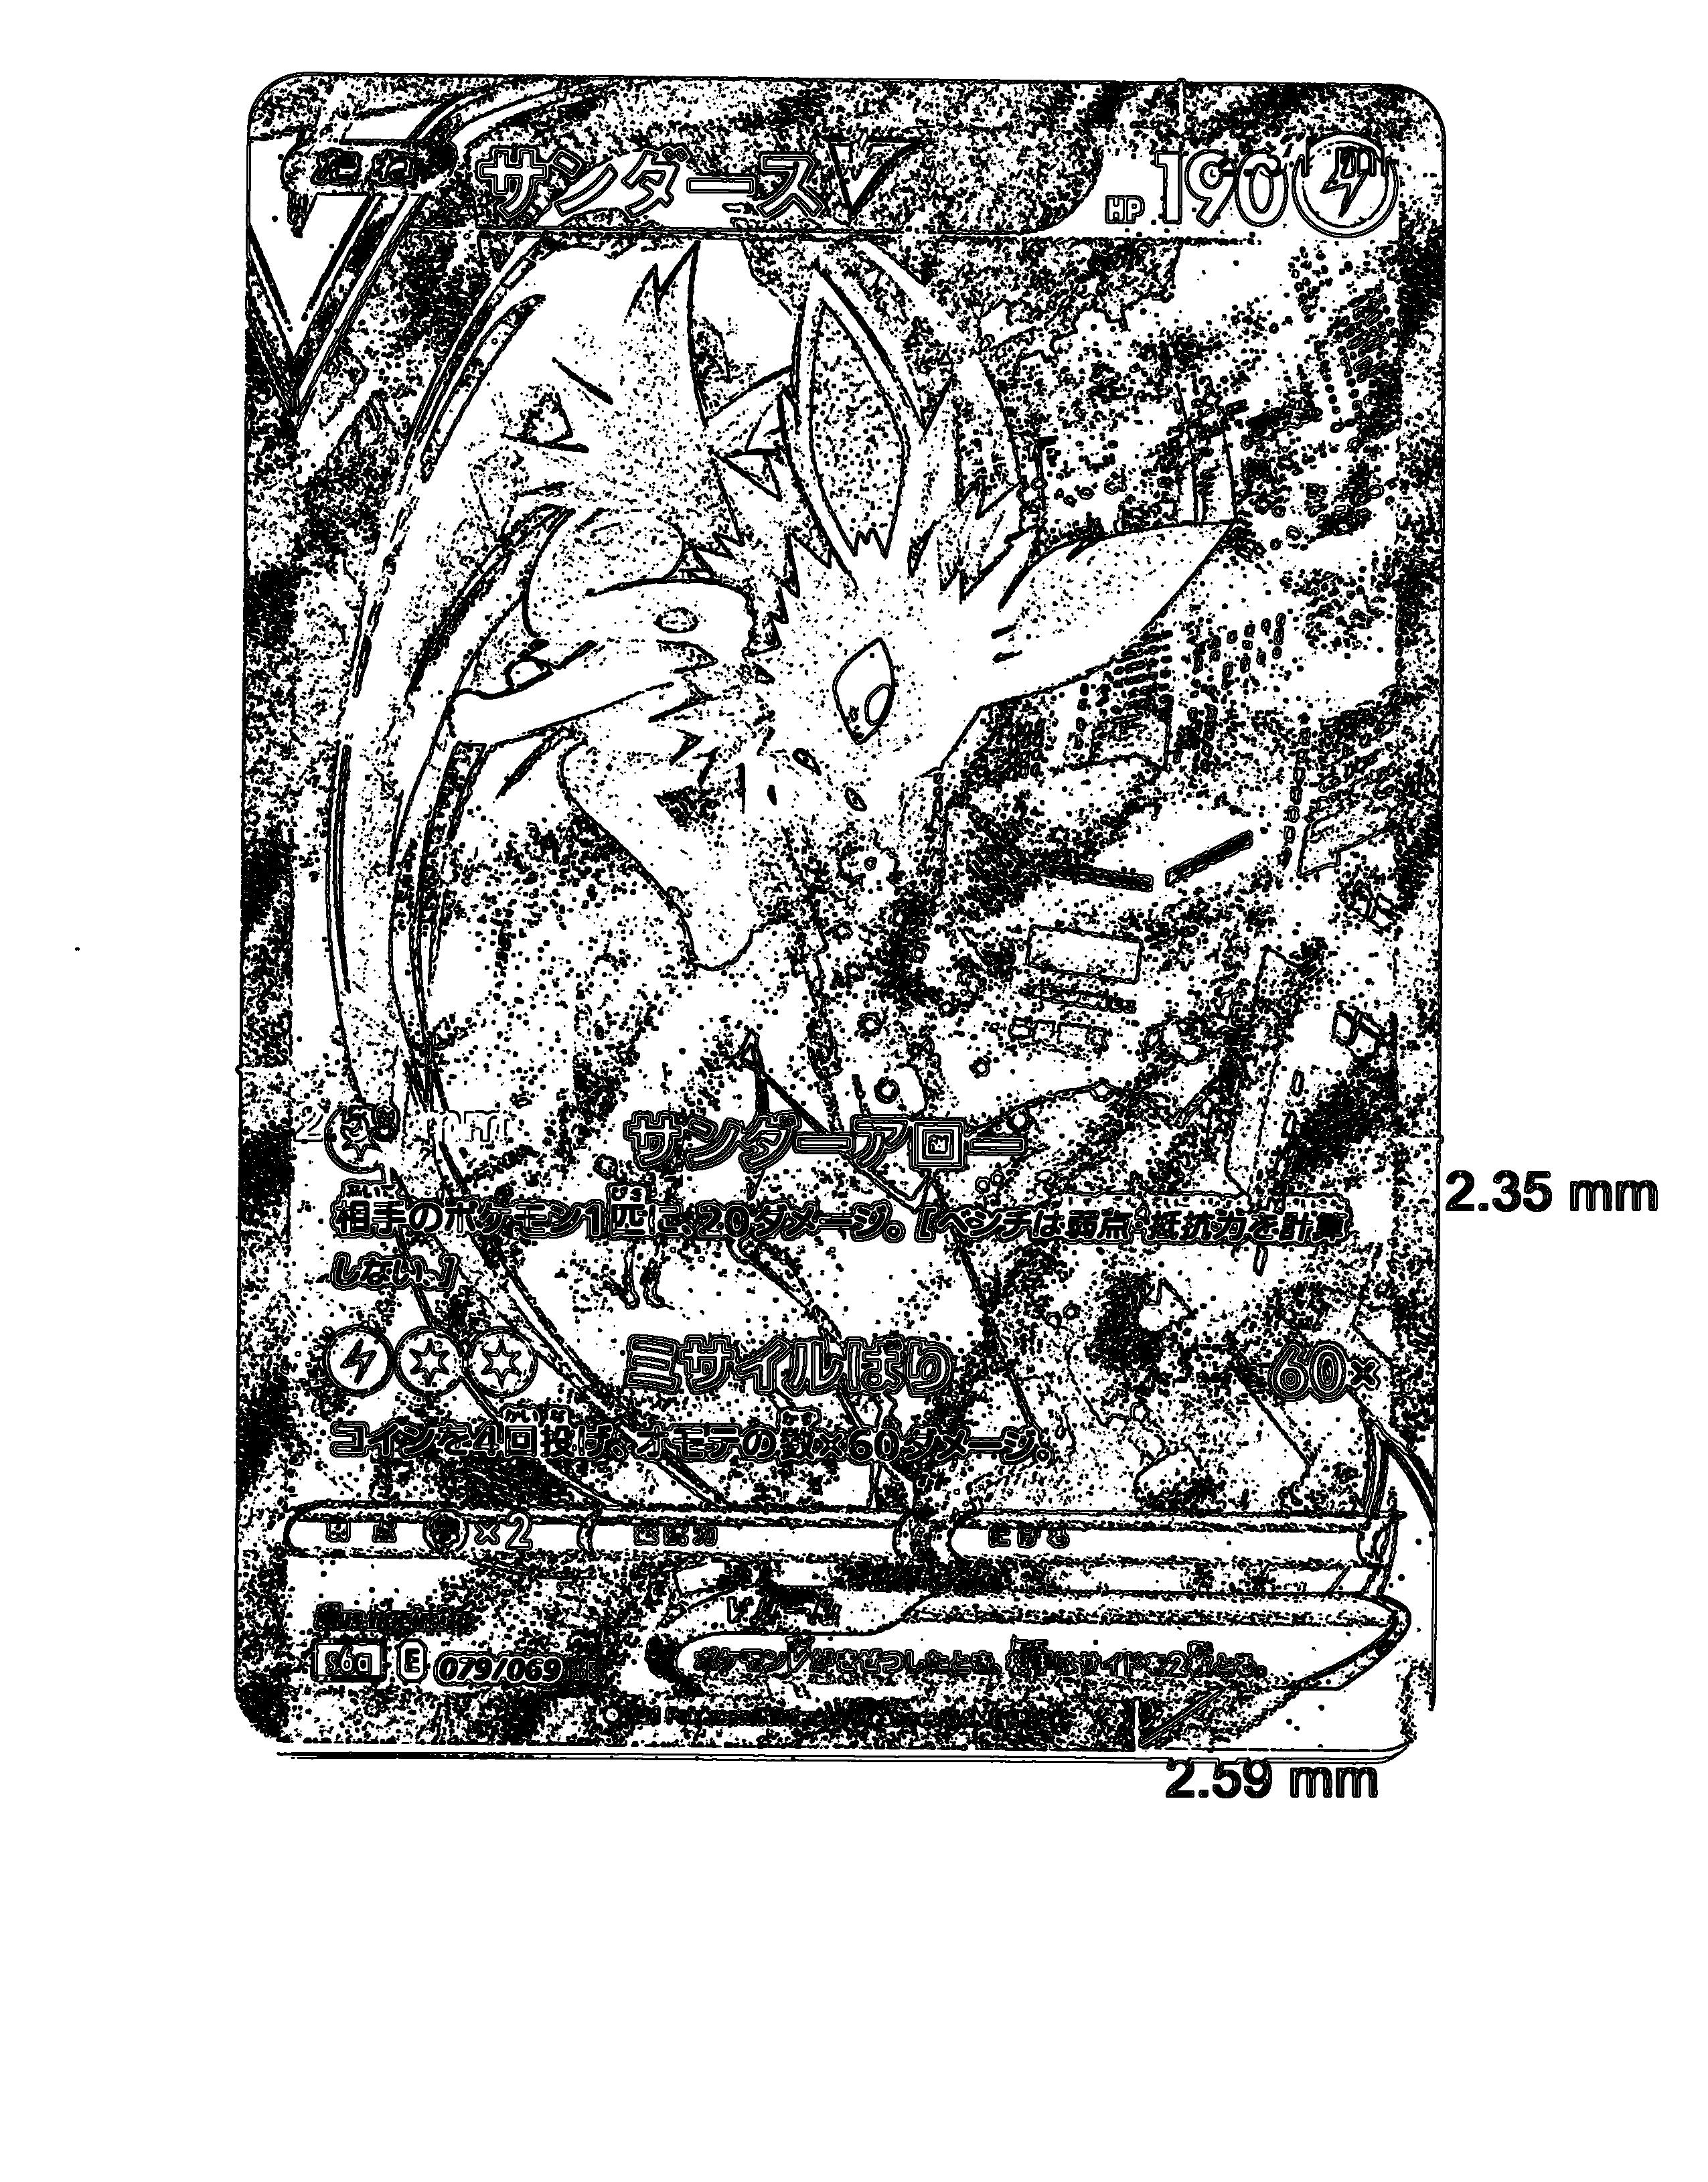 たね サンダースV HP 190
サンダーアロー
相手のポケモン1匹に、20ダメージ。[ベンチは弱点・抵抗力を計算
しない。]
2.35 mm
ミサイルばり 60×
コインを4回投げ、オモテの数×60ダメージ。
弱点 ×2 抵抗力 にげる
s6a E 079/069
ポケモンVがきぜつしたとき、相手はサイドを2枚とる。
2.59 mm